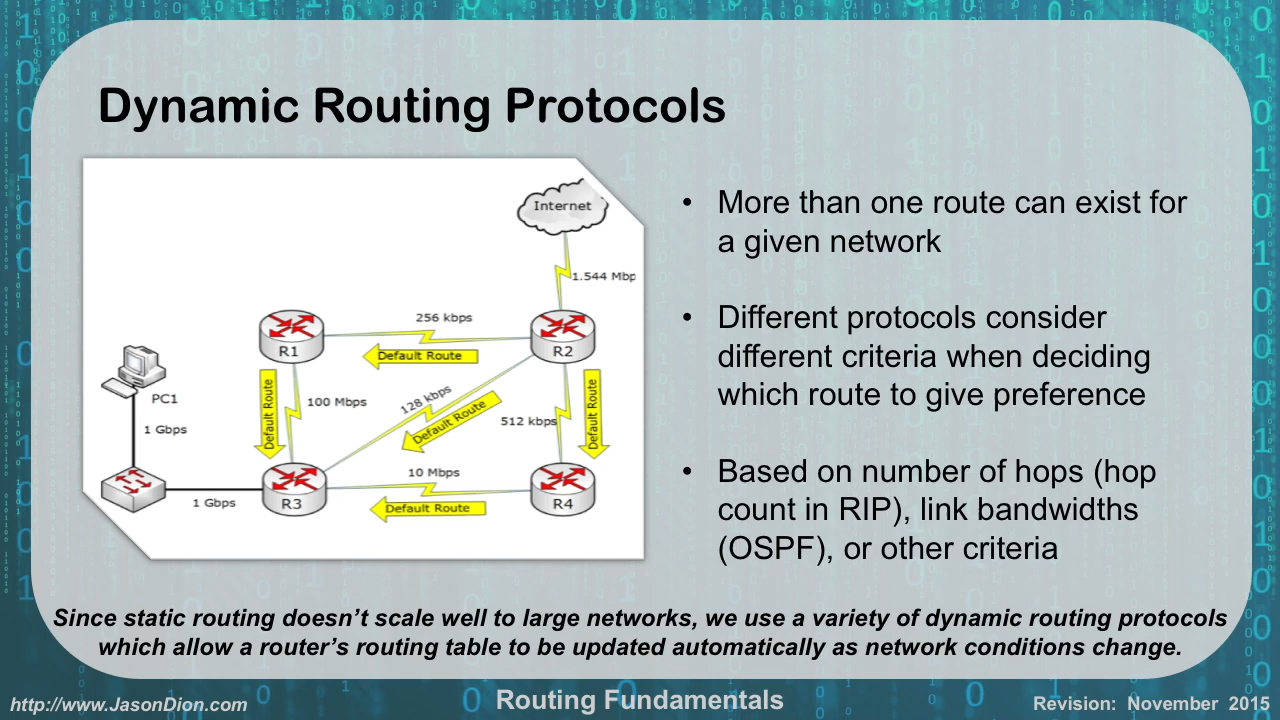 Dynamic Routing Protocols
Internet
1.544 Mbp
256 kbps
R1
R2
Default Route
PC1
Default Route
100 Mbps
128 kbps
Default Route
512 kbps
Default Route
1 Gbps
10 Mbps
1 Gbps
R3
R4
Default Route
• More than one route can exist for
a given network
• Different protocols consider
different criteria when deciding
which route to give preference
• Based on number of hops (hop
count in RIP), link bandwidths
(OSPF), or other criteria
Since static routing doesn’t scale well to large networks, we use a variety of dynamic routing protocols
which allow a router’s routing table to be updated automatically as network conditions change.
http://www.JasonDion.com
Routing Fundamentals
Revision: November 2015